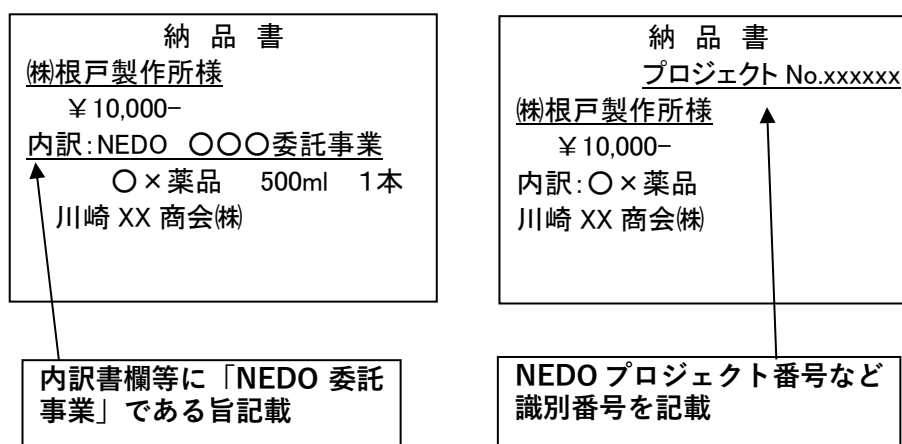 納 品 書
㈱根戸製作所様
￥10,000-
内訳:NEDO 〇〇〇委託事業
〇×薬品 500ml 1本
川崎 XX 商会㈱
内訳書欄等に「NEDO 委託
事業」である旨記載
納 品 書
プロジェクト No.xxxxxx
㈱根戸製作所様
￥10,000-
内訳:〇×薬品
川崎 XX 商会㈱
NEDO プロジェクト番号など
識別番号を記載